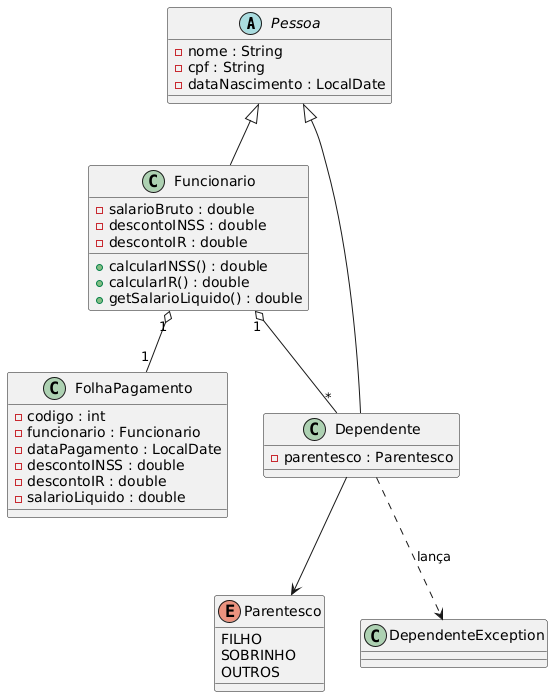 A Pessoa
nome : String
cpf : String
dataNascimento : LocalDate
C Funcionario
salarioBruto : double
descontoINSS : double
descontoIR : double
calcularINSS() : double
calcularIR() : double
getSalarioLiquido() : double
1
1
1
*
C FolhaPagamento
codigo : int
funcionario : Funcionario
dataPagamento : LocalDate
descontoINSS : double
descontoIR : double
salarioLiquido : double
C Dependente
parentesco : Parentesco
lança
E Parentesco
FILHO
SOBRINHO
OUTROS
C DependenteException